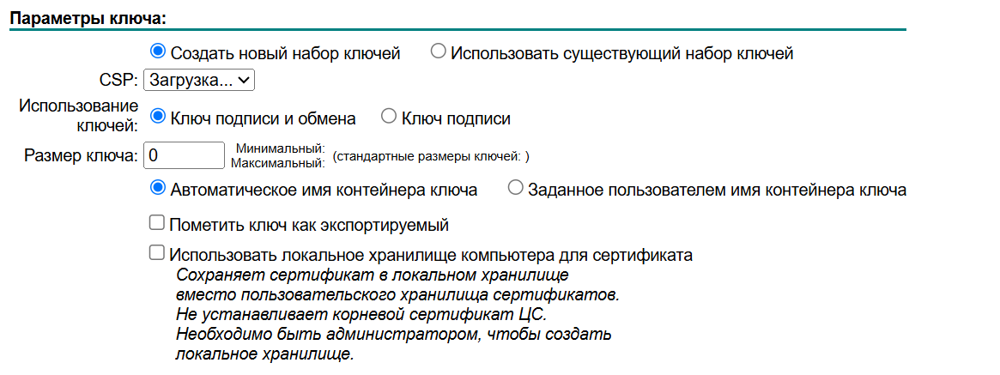 Параметры ключа:
Создать новый набор ключей Использовать существующий набор ключей
CSP: Загрузка...
Использование ключей: Ключ подписи и обмена Ключ подписи
Размер ключа: 0 Минимальный: Максимальный: (стандартные размеры ключей: )
Автоматическое имя контейнера ключа Заданное пользователем имя контейнера ключа
Пометить ключ как экспортируемый
Использовать локальное хранилище компьютера для сертификата
Сохраняет сертификат в локальном хранилище
вместо пользовательского хранилища сертификатов.
Не устанавливает корневой сертификат ЦС.
Необходимо быть администратором, чтобы создать
локальное хранилище.